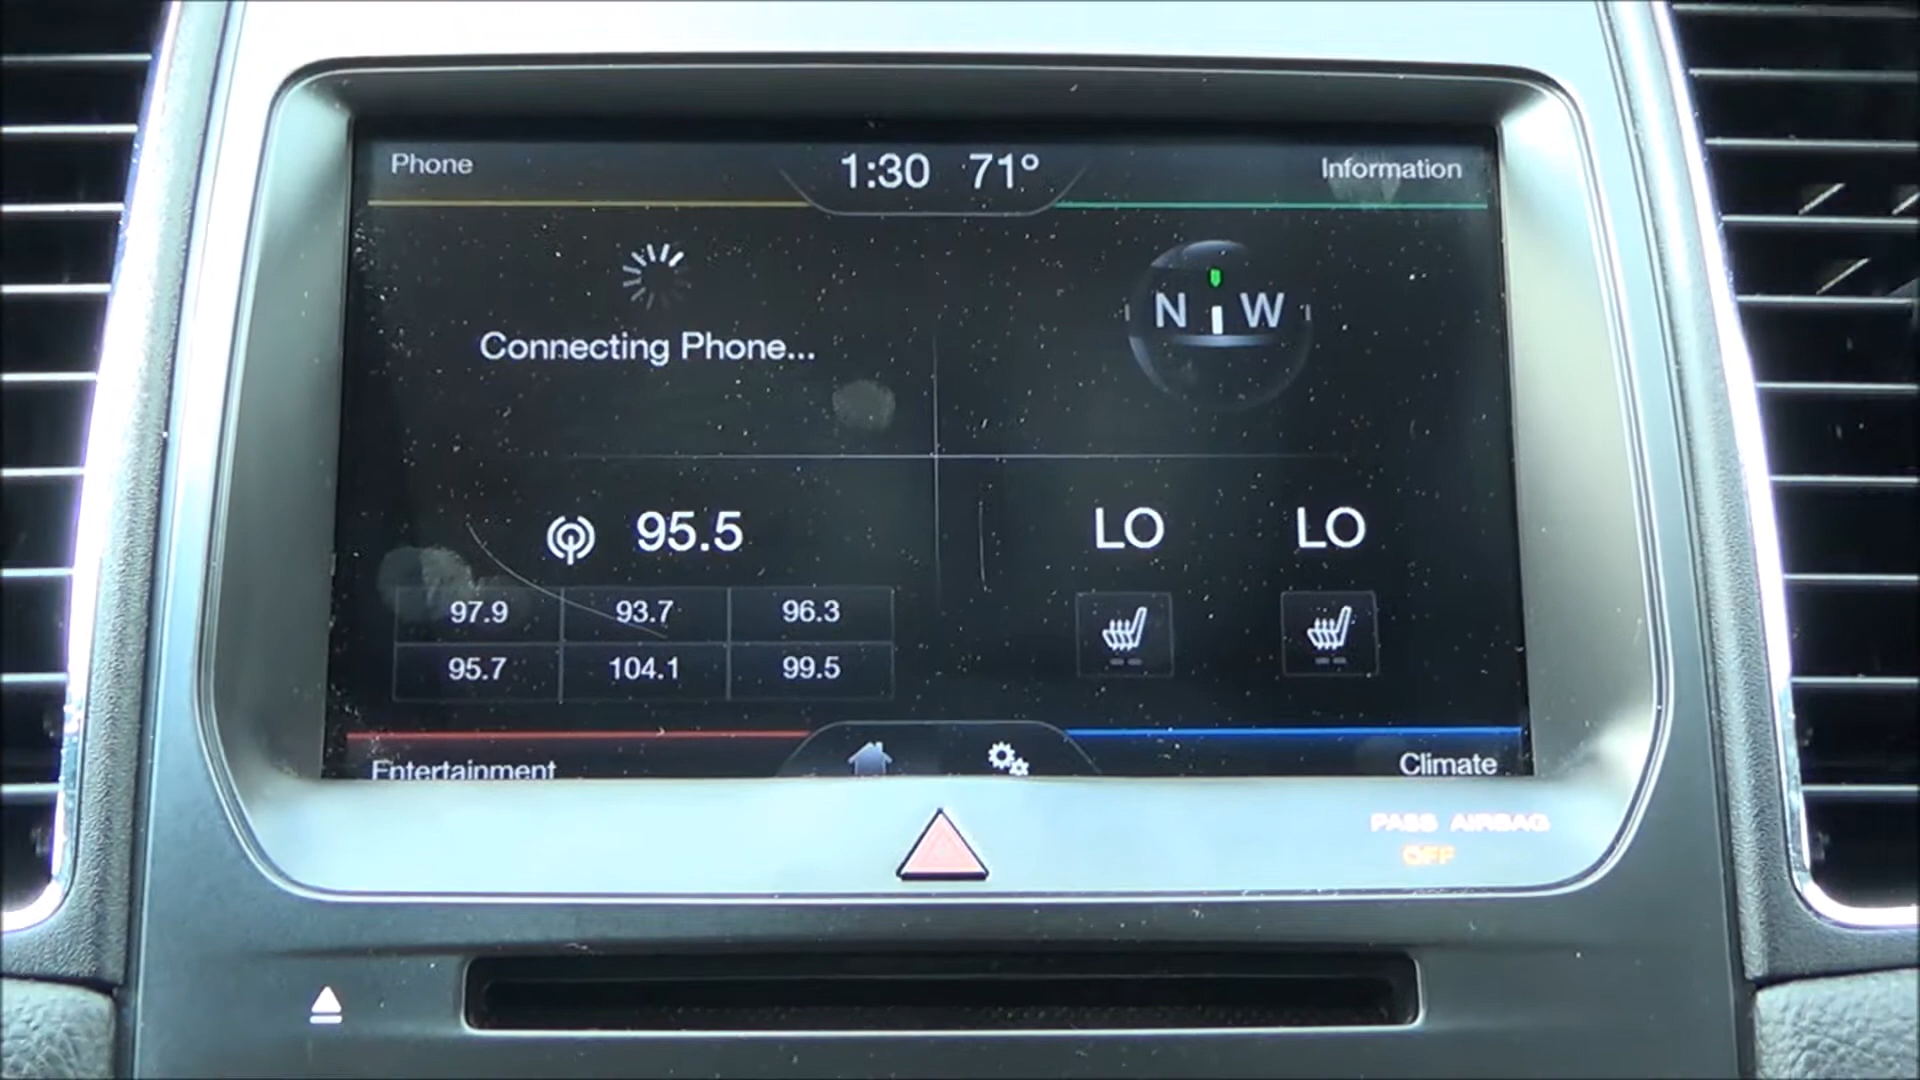 Phone
1:30 71°
Information
Connecting Phone...
N W
95.5
LO LO
97.9 93.7 96.3
95.7 104.1 99.5
Entertainment
Climate
PASS AIRBAG
OFF